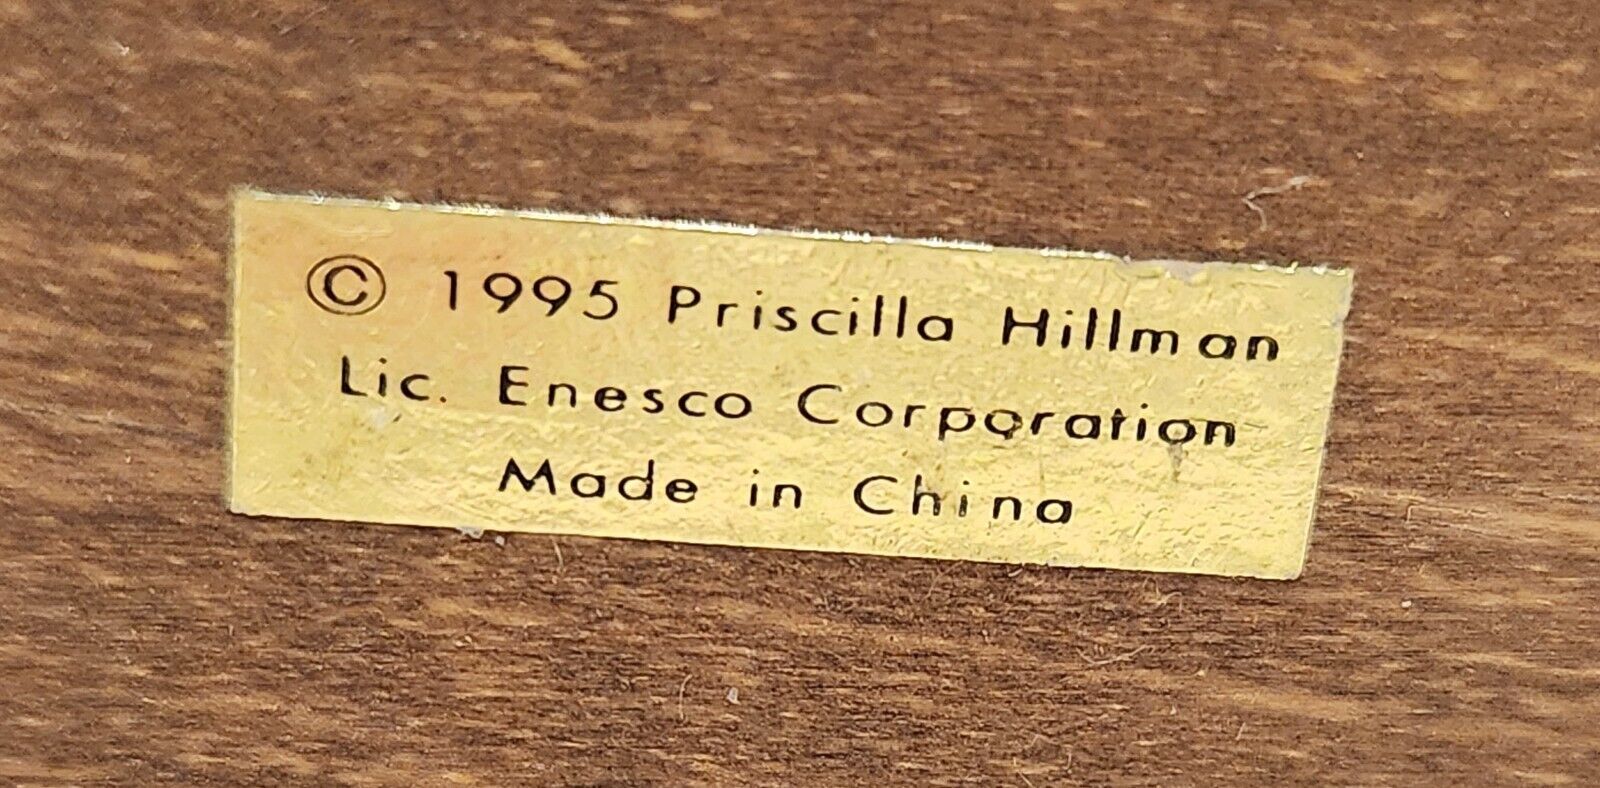 © 1995 Priscilla Hillman
Lic. Enesco Corporation
Made in China